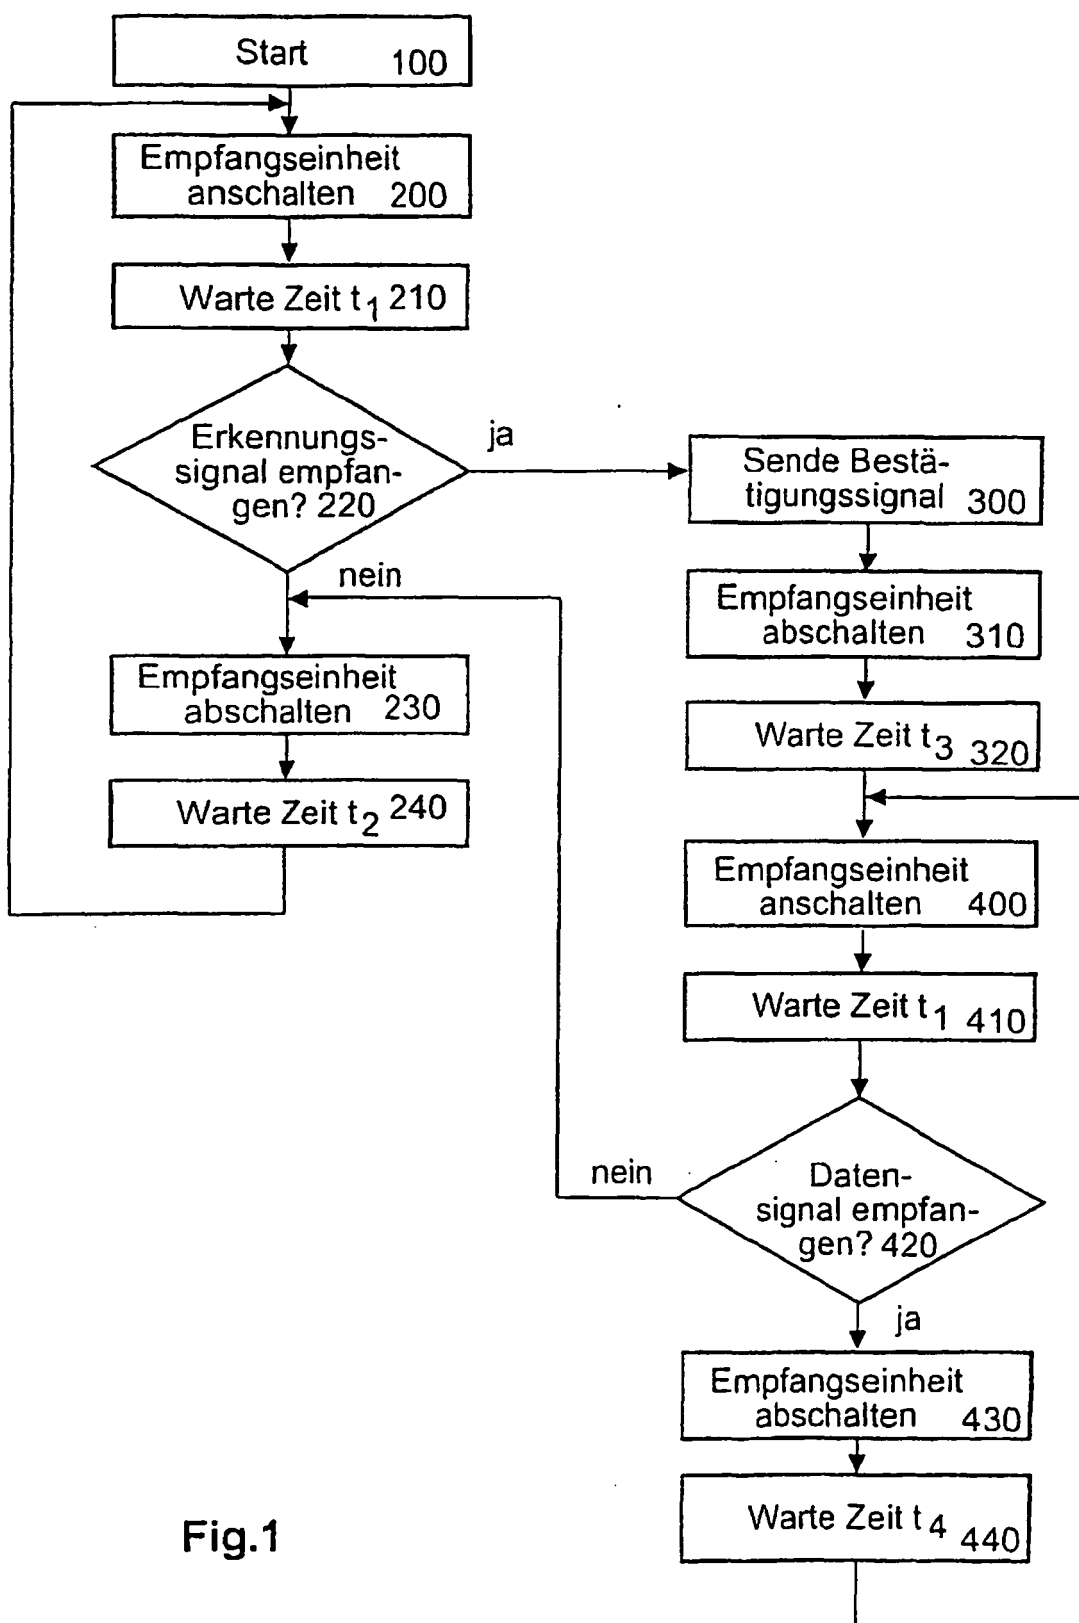 Start 100
Empfangseinheit
anschalten 200
Warte Zeit t1 210
Erkennungs-
signal empfan-
gen? 220
ja
nein
Empfangseinheit
abschalten 230
Warte Zeit t2 240
Sende Bestä-
tigungssignal 300
Empfangseinheit
abschalten 310
Warte Zeit t3 320
Empfangseinheit
anschalten 400
Warte Zeit t1 410
Daten-
signal empfan-
gen? 420
nein
ja
Empfangseinheit
abschalten 430
Warte Zeit t4 440
Fig.1